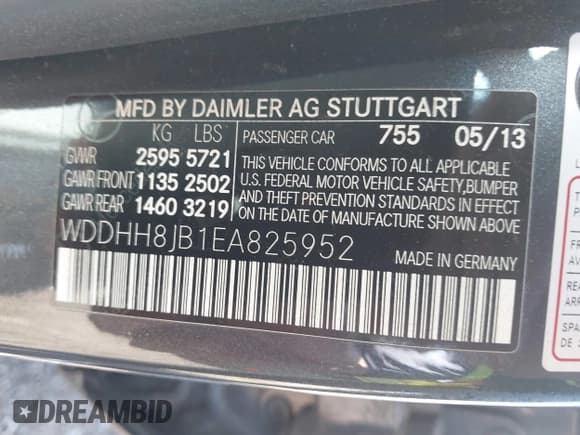 MFD BY DAIMLER AG STUTTGART
KG LBS PASSENGER CAR 755 05/13
GVWR 2595 5721
GAWR FRONT 1135 2502
GAWR REAR 1460 3219
THIS VEHICLE CONFORMS TO ALL APPLICABLE
U.S. FEDERAL MOTOR VEHICLE SAFETY,BUMPER
AND THEFT PREVENTION STANDARDS IN EFFECT
ON THE DATE OF MANUFACTURE SHOWN ABOVE.
WDDHH8JB1EA825952
MADE IN GERMANY
DREAMBID